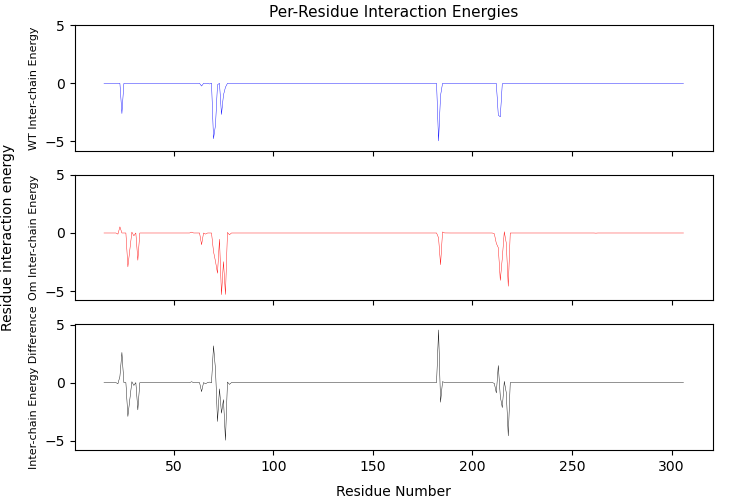 Per-Residue Interaction Energies
Residue interaction energy
WT Inter-chain Energy
5
0
−5
Om Inter-chain Energy
5
0
−5
Inter-chain Energy Difference
5
0
−5
50
100
150
200
250
300
Residue Number